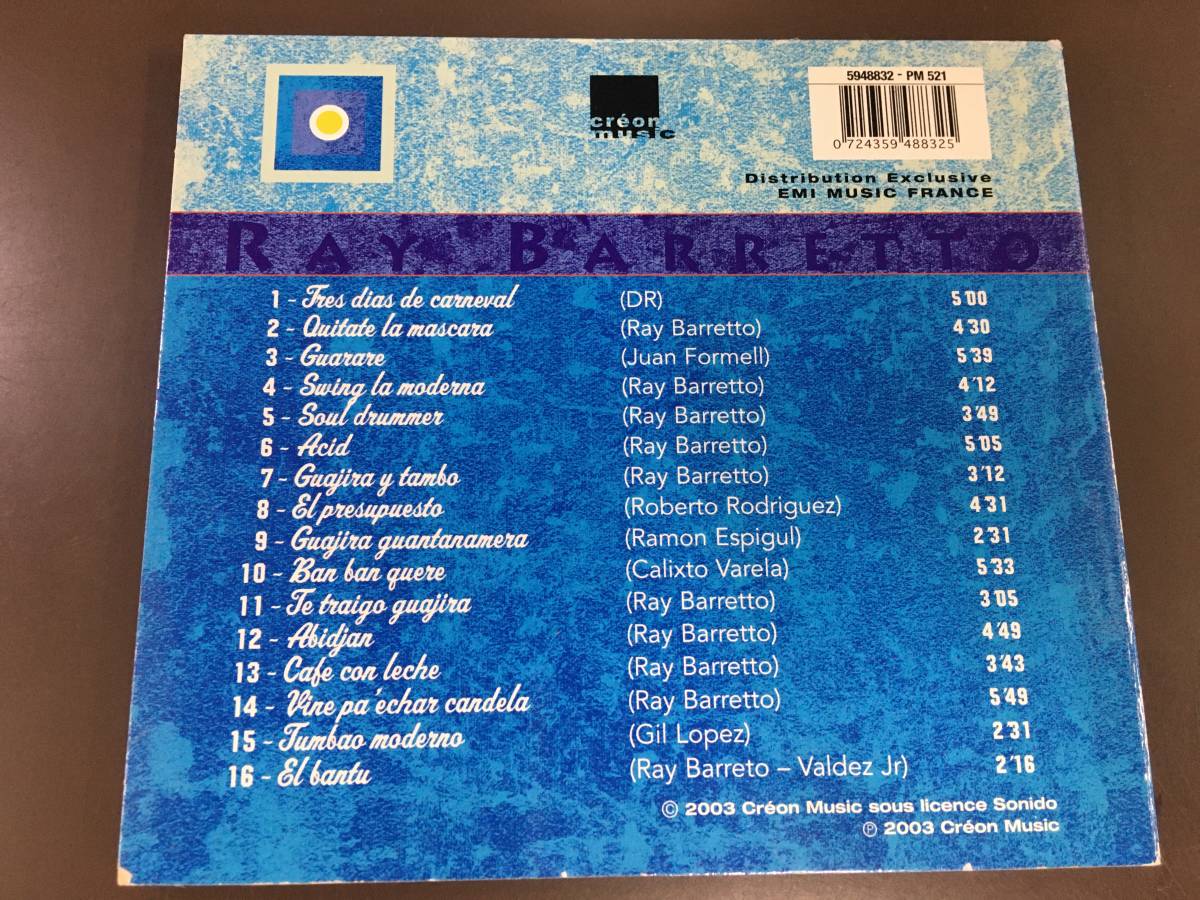 créon
music
5948832 - PM 521
0 724359 488325
Distribution Exclusive
EMI MUSIC FRANCE
RAY BARRETTO
1 - Tres dias de carneval (DR) 5'00
2 - Quitate la mascara (Ray Barretto) 4'30
3 - Guarare (Juan Formell) 5'39
4 - Swing la moderna (Ray Barretto) 4'12
5 - Soul drummer (Ray Barretto) 3'49
6 - Acid (Ray Barretto) 5'05
7 - Guajira y tambo (Ray Barretto) 3'12
8 - El presupuesto (Roberto Rodriguez) 4'31
9 - Guajira guantanamera (Ramon Espigul) 2'31
10 - Ban ban quere (Calixto Varela) 5'33
11 - Te traigo guajira (Ray Barretto) 3'05
12 - Abidjan (Ray Barretto) 4'49
13 - Cafe con leche (Ray Barretto) 3'43
14 - Vine pa'échar candela (Ray Barretto) 5'49
15 - Tumbao moderno (Gil Lopez) 2'31
16 - El bantu (Ray Barreto – Valdez Jr) 2'16
© 2003 Créon Music sous licence Sonido
℗ 2003 Créon Music